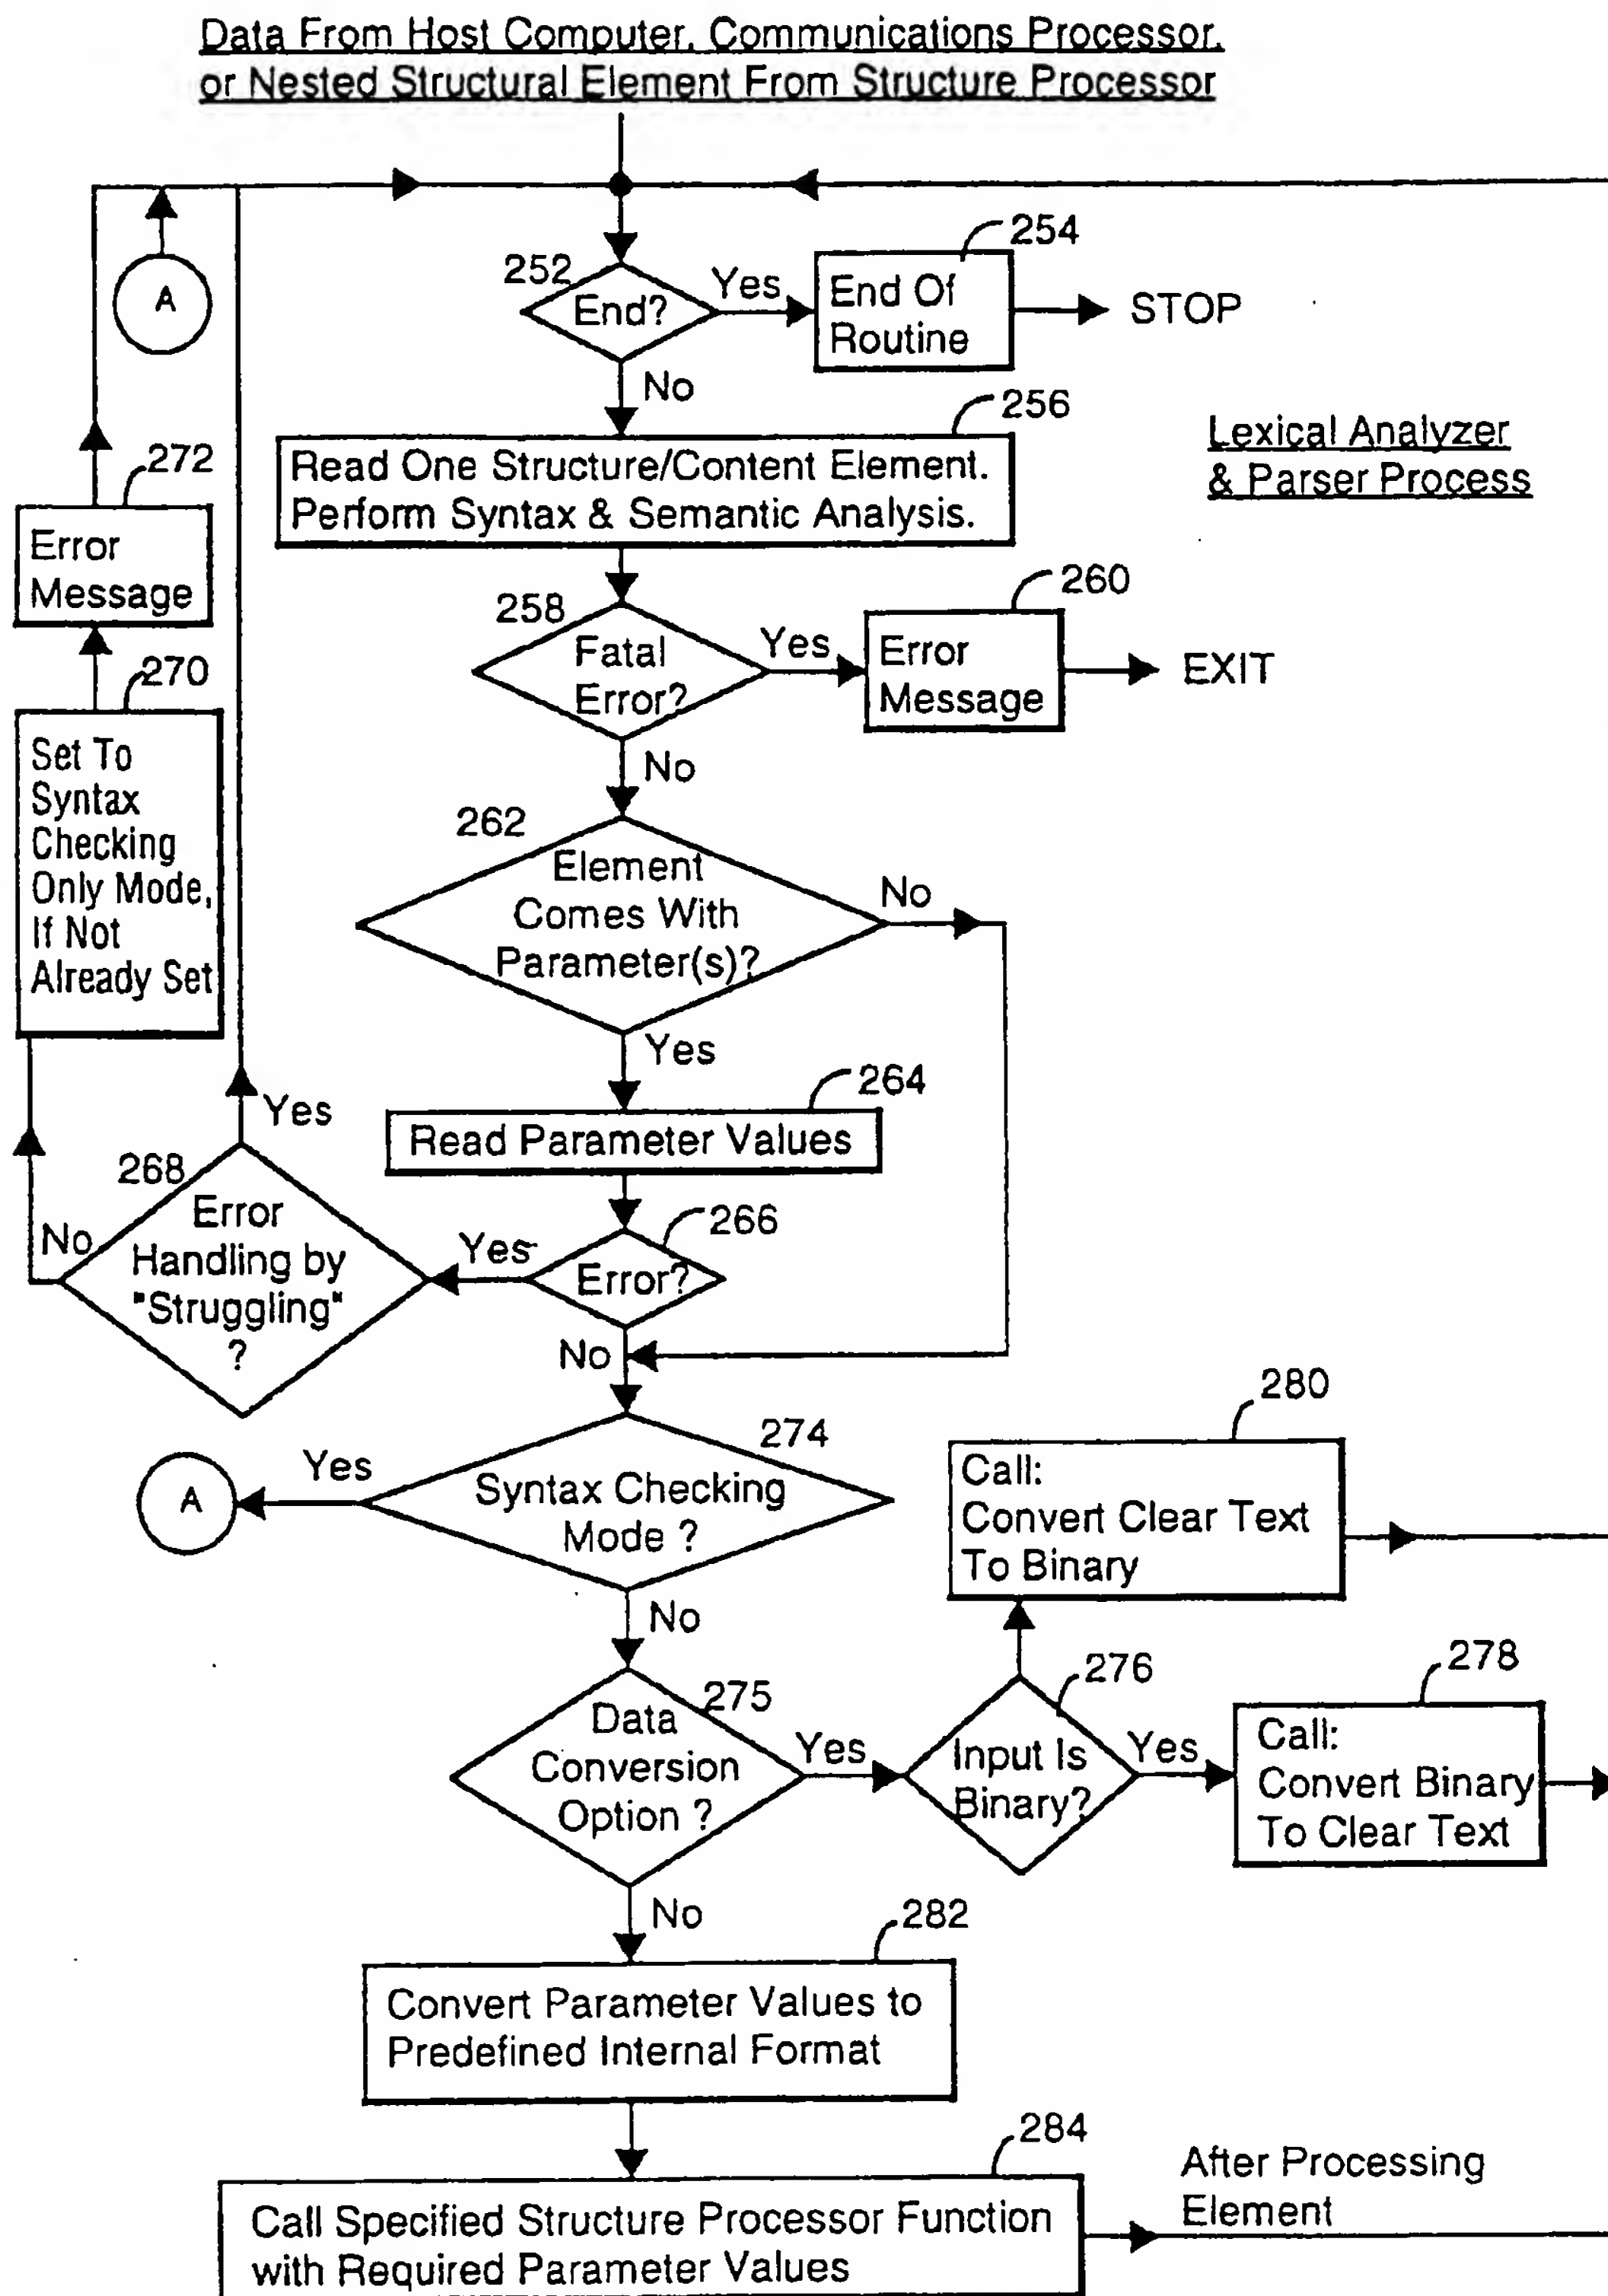 Data From Host Computer, Communications Processor,
or Nested Structural Element From Structure Processor
A
252
End?
Yes
254
End Of
Routine
STOP
No
256
Read One Structure/Content Element.
Perform Syntax & Semantic Analysis.
Lexical Analyzer
& Parser Process
272
Error
Message
258
Fatal
Error?
Yes
260
Error
Message
EXIT
No
270
Set To
Syntax
Checking
Only Mode,
If Not
Already Set
262
Element
Comes With
Parameter(s)?
No
Yes
264
Read Parameter Values
Yes
268
Error
Handling by
"Struggling"
?
No
Yes
266
Error?
No
274
Syntax Checking
Mode ?
Yes
A
No
280
Call:
Convert Clear Text
To Binary
275
Data
Conversion
Option ?
Yes
276
Input Is
Binary?
Yes
278
Call:
Convert Binary
To Clear Text
No
282
Convert Parameter Values to
Predefined Internal Format
284
Call Specified Structure Processor Function
with Required Parameter Values
After Processing
Element